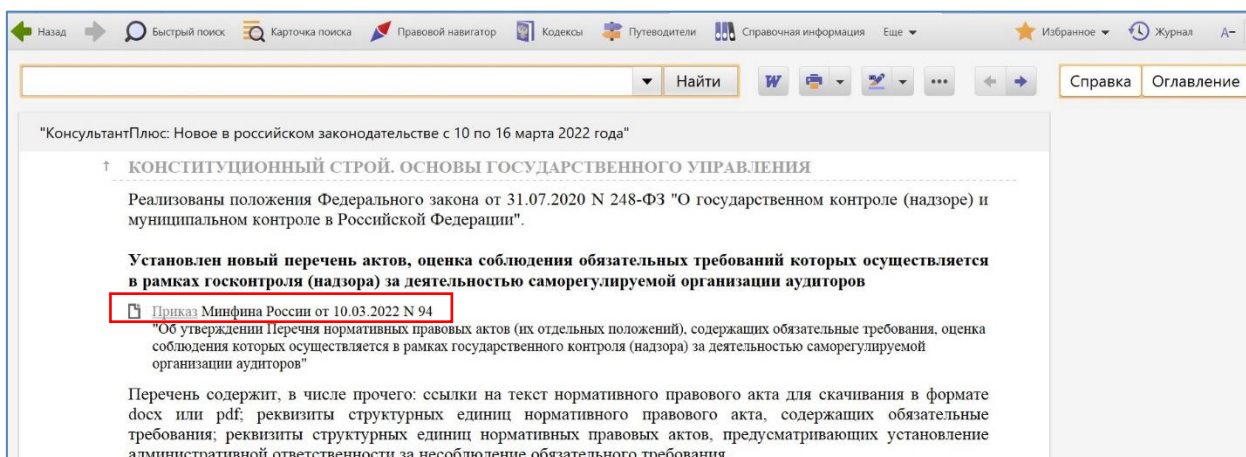 Назад Быстрый поиск Карточка поиска Правовой навигатор Кодексы Путеводители Справочная информация Еще Избранное Журнал А-
Найти W Справка Оглавление
"КонсультантПлюс: Новое в российском законодательстве с 10 по 16 марта 2022 года"
КОНСТИТУЦИОННЫЙ СТРОЙ. ОСНОВЫ ГОСУДАРСТВЕННОГО УПРАВЛЕНИЯ
Реализованы положения Федерального закона от 31.07.2020 N 248-ФЗ "О государственном контроле (надзоре) и
муниципальном контроле в Российской Федерации".
Установлен новый перечень актов, оценка соблюдения обязательных требований которых осуществляется
в рамках госконтроля (надзора) за деятельностью саморегулируемой организации аудиторов
Приказ Минфина России от 10.03.2022 N 94
"Об утверждении Перечня нормативных правовых актов (их отдельных положений), содержащих обязательные требования, оценка
соблюдения которых осуществляется в рамках государственного контроля (надзора) за деятельностью саморегулируемой
организации аудиторов"
Перечень содержит, в числе прочего: ссылки на текст нормативного правового акта для скачивания в формате
docx или pdf; реквизиты структурных единиц нормативного правового акта, содержащих обязательные
требования; реквизиты структурных единиц нормативных правовых актов, предусматривающих установление
административной ответственности за несоблюдение обязательного требования.